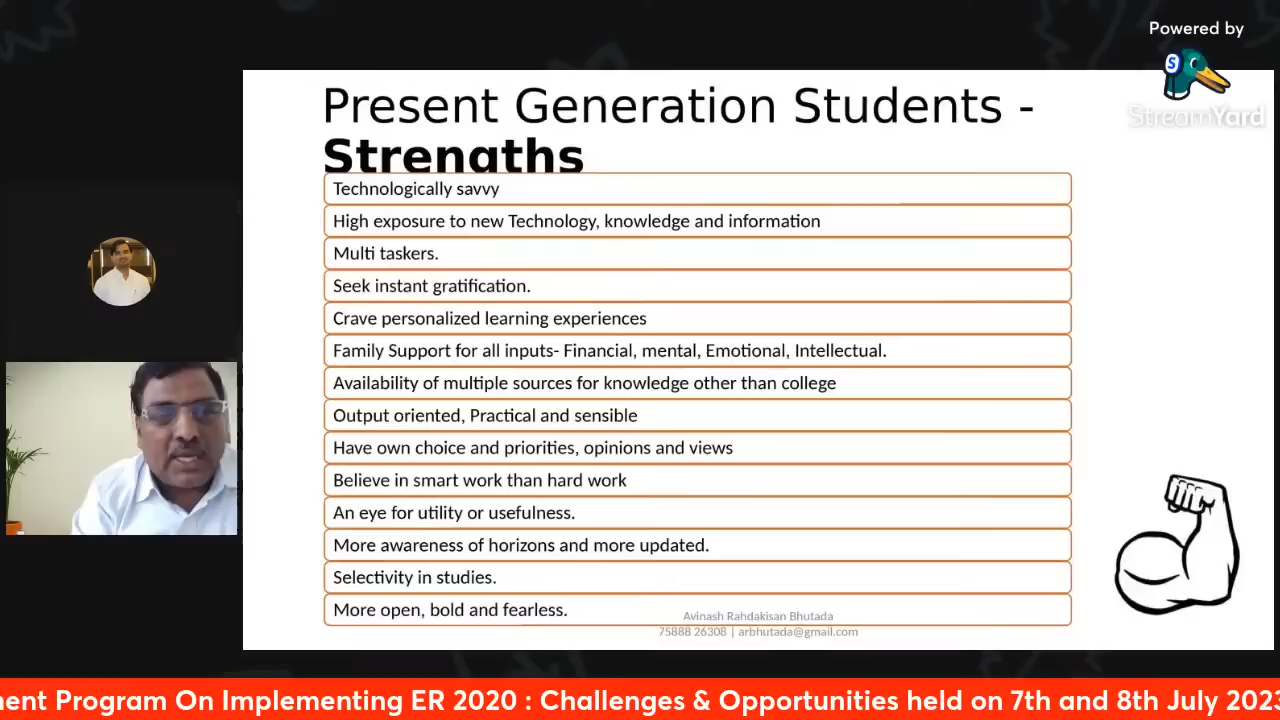 Powered by
StreamYard
Present Generation Students -
Strengths
Technologically savvy
High exposure to new Technology, knowledge and information
Multi taskers.
Seek instant gratification.
Crave personalized learning experiences
Family Support for all inputs- Financial, mental, Emotional, Intellectual.
Availability of multiple sources for knowledge other than college
Output oriented, Practical and sensible
Have own choice and priorities, opinions and views
Believe in smart work than hard work
An eye for utility or usefulness.
More awareness of horizons and more updated.
Selectivity in studies.
More open, bold and fearless.
Avinash Rahdakisan Bhutada
75888 26308 | arbhutada@gmail.com
ment Program On Implementing ER 2020 : Challenges & Opportunities held on 7th and 8th July 2023